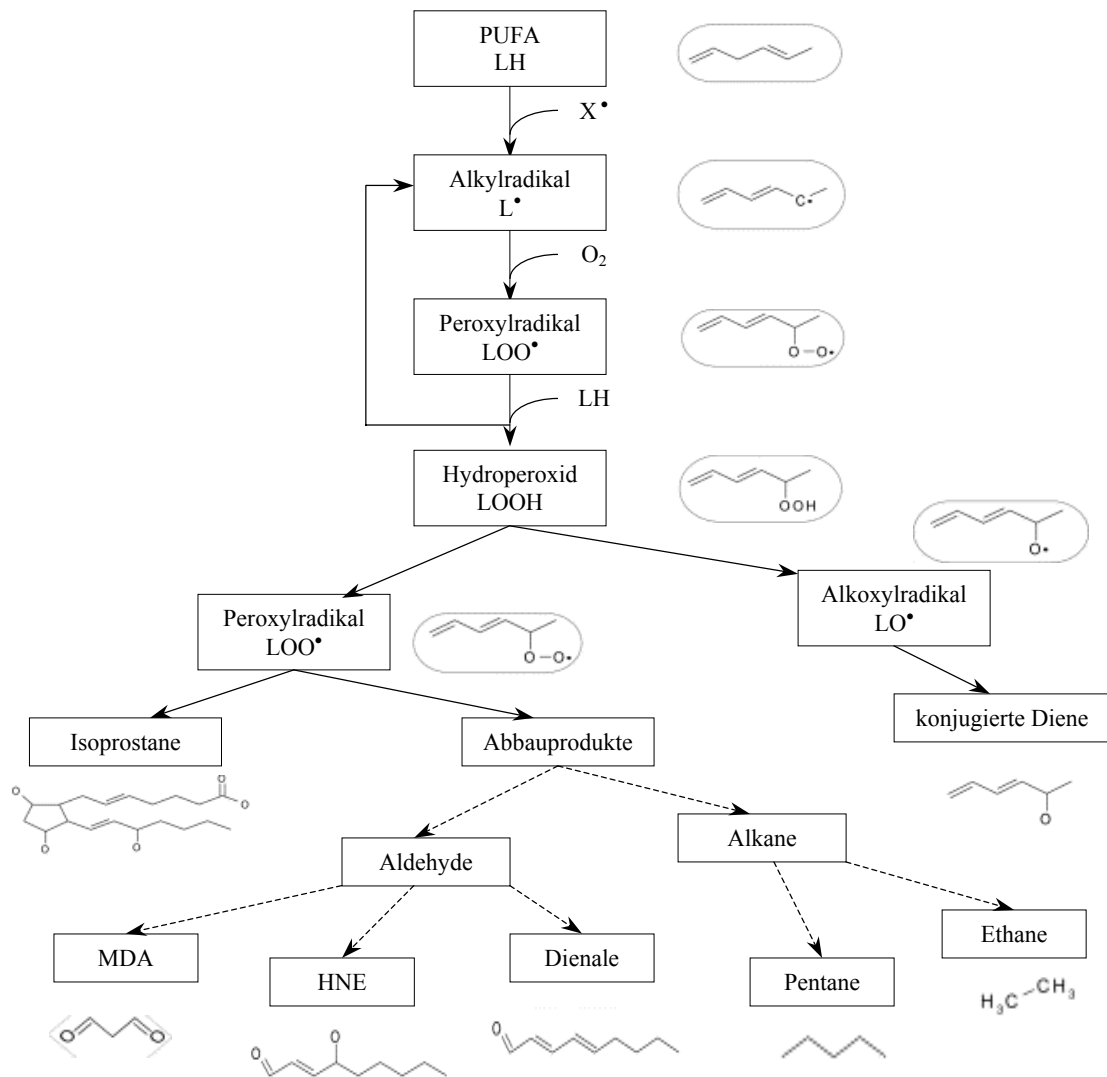 PUFA
LH
X•
Alkylradikal
L•
C•
O₂
Peroxylradikal
LOO•
O–O•
LH
Hydroperoxid
LOOH
OOH
O•
Alkoxylradikal
LO•
Peroxylradikal
LOO•
O–O•
Isoprostane
Abbauprodukte
konjugierte Diene
O
O
O
O
O
O
Alkane
Aldehyde
MDA
HNE
Dienale
Pentane
Ethane
H₃C CH₃
O O
O
O
O